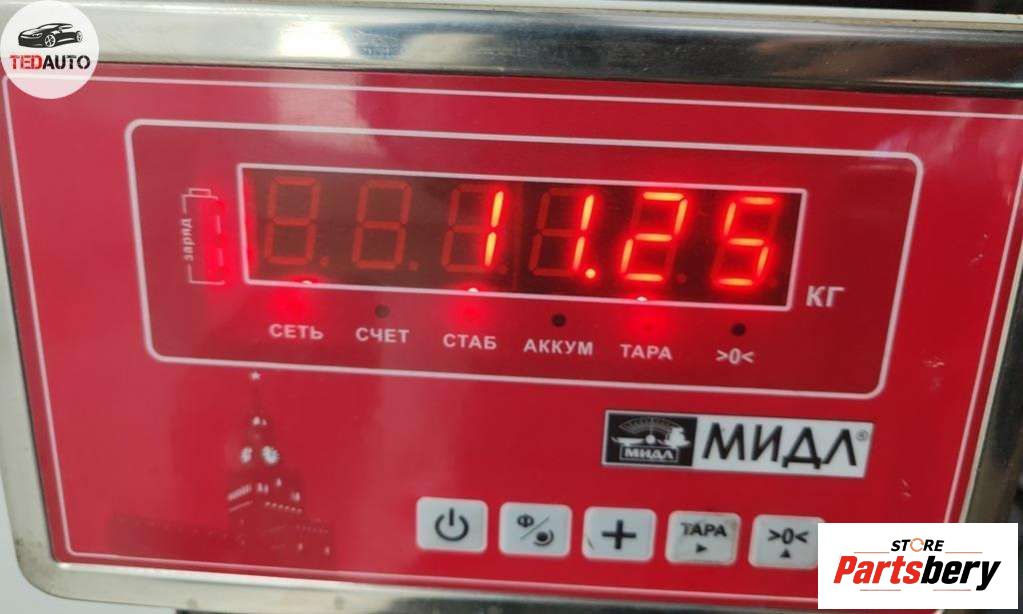 TEDAUTO
заряд
11.25
КГ
СЕТЬ СЧЕТ СТАБ АККУМ ТАРА >0<
МИДЛ МИДЛ®
Ф ТАРА >0<
STORE
Partsbery